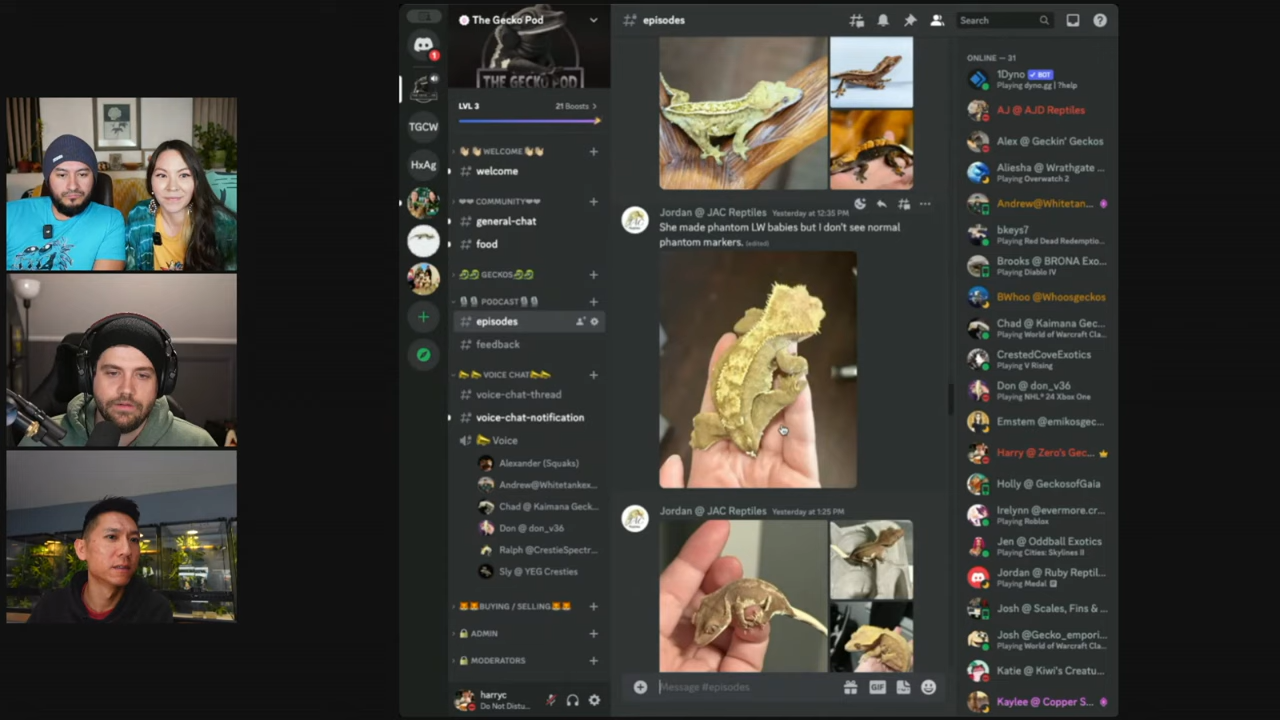 The Gecko Pod
THE GECKO POD
LVL 3
21 Boosts >
WELCOME
# welcome
COMMUNITY
# general-chat
# food
GECKOS
PODCAST
# episodes
# feedback
VOICE CHAT
# voice-chat-thread
# voice-chat-notification
Voice
Alexander (Squaks)
Andrew@Whitetankex...
Chad @ Kaimana Geck...
Don @ don_v36
Ralph @CrestieSpectr...
Sly @ YEG Cresties
BUYING / SELLING
ADMIN
MODERATORS
harryc
Do Not Distu...
1
TGCW
HxAg
# episodes
Search
Jordan @ JAC Reptiles Yesterday at 12:35 PM
She made phantom LW babies but I don't see normal
phantom markers. (edited)
Jordan @ JAC Reptiles Yesterday at 1:25 PM
Message #episodes
GIF
ONLINE — 31
1Dyno ✓ BOT
Playing dyno.gg | ?help
AJ @ AJD Reptiles
Alex @ Geckin' Geckos
Aliesha @ Wrathgate ...
Playing Overwatch 2
Andrew@Whitetan...
bkeys7
Playing Red Dead Redemptio...
Brooks @ BRONA Exo...
Playing Diablo IV
BWhoo @Whoosgeckos
Chad @ Kaimana Gec...
Playing World of Warcraft Cla...
CrestedCoveExotics
Playing V Rising
Don @ don_v36
Playing NHL® 24 Xbox One
Emstem @emikosgec...
Harry @ Zero's Gec...
Holly @ GeckosofGaia
Irelynn @evermore.cr...
Playing Roblox
Jen @ Oddball Exotics
Playing Cities: Skylines II
Jordan @ Ruby Reptil...
Playing Medal
Josh @ Scales, Fins & ...
Josh @Gecko_empori...
Playing World of Warcraft Cla...
Katie @ Kiwi's Creatu...
Kaylee @ Copper S...